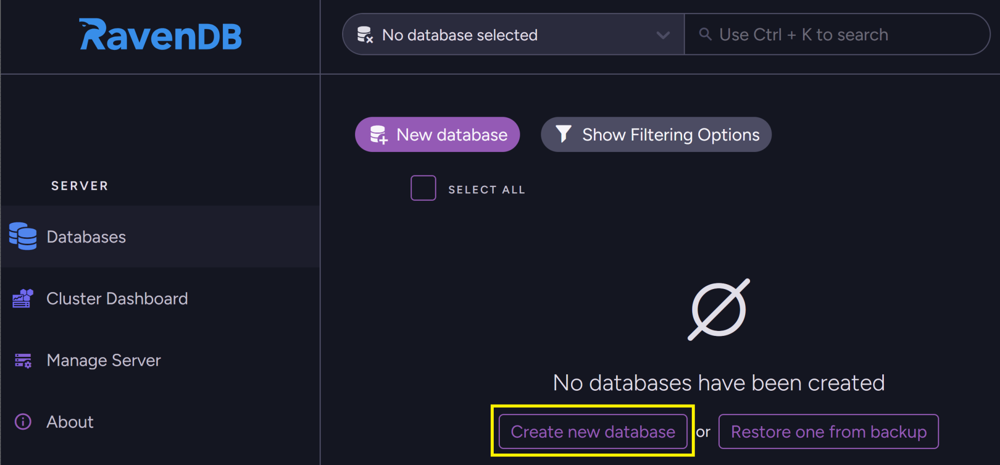 RavenDB
No database selected
Use Ctrl + K to search
New database
Show Filtering Options
SELECT ALL
SERVER
Databases
Cluster Dashboard
Manage Server
About
No databases have been created
Create new database or Restore one from backup